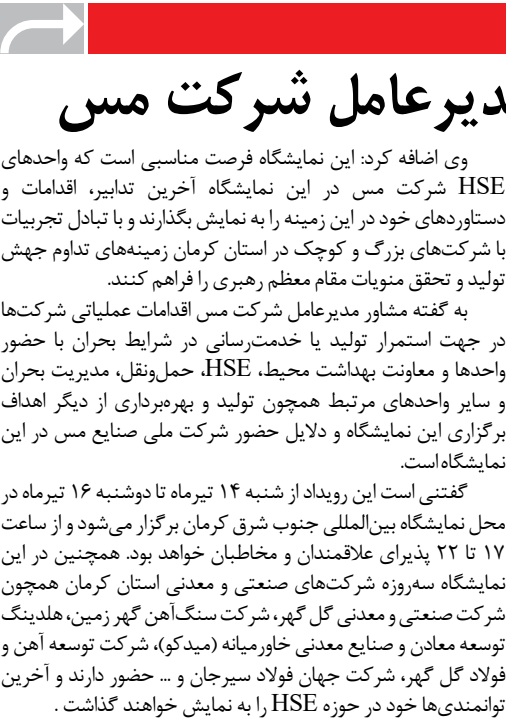 دیرعامل شرکت مس
وی اضافه کرد: این نمایشگاه فرصت مناسبی است که واحدهای
HSE شرکت مس در این نمایشگاه آخرین تدابیر، اقدامات و
دستاوردهای خود در این زمینه را به نمایش بگذارند و با تبادل تجربیات
با شرکت‌های بزرگ و کوچک در استان کرمان زمینه‌های تداوم جهش
تولید و تحقق منویات مقام معظم رهبری را فراهم کنند.
به گفته مشاور مدیرعامل شرکت مس اقدامات عملیاتی شرکت‌ها
در جهت استمرار تولید یا خدمت‌رسانی در شرایط بحران با حضور
واحدها و معاونت بهداشت محیط، HSE، حمل‌ونقل، مدیریت بحران
و سایر واحدهای مرتبط همچون تولید و بهره‌برداری از دیگر اهداف
برگزاری این نمایشگاه و دلایل حضور شرکت ملی صنایع مس در این
نمایشگاه است.
گفتنی است این رویداد از شنبه ۱۴ تیرماه تا دوشنبه ۱۶ تیرماه در
محل نمایشگاه بین‌المللی جنوب شرق کرمان برگزار می‌شود و از ساعت
۱۷ تا ۲۲ پذیرای علاقمندان و مخاطبان خواهد بود. همچنین در این
نمایشگاه سه‌روزه شرکت‌های صنعتی و معدنی استان کرمان همچون
شرکت صنعتی و معدنی گل گهر، شرکت سنگ‌آهن گهر زمین، هلدینگ
توسعه معادن و صنایع معدنی خاورمیانه (میدکو)، شرکت توسعه آهن و
فولاد گل گهر، شرکت جهان فولاد سیرجان و ... حضور دارند و آخرین
توانمندی‌ها خود در حوزه HSE را به نمایش خواهند گذاشت .